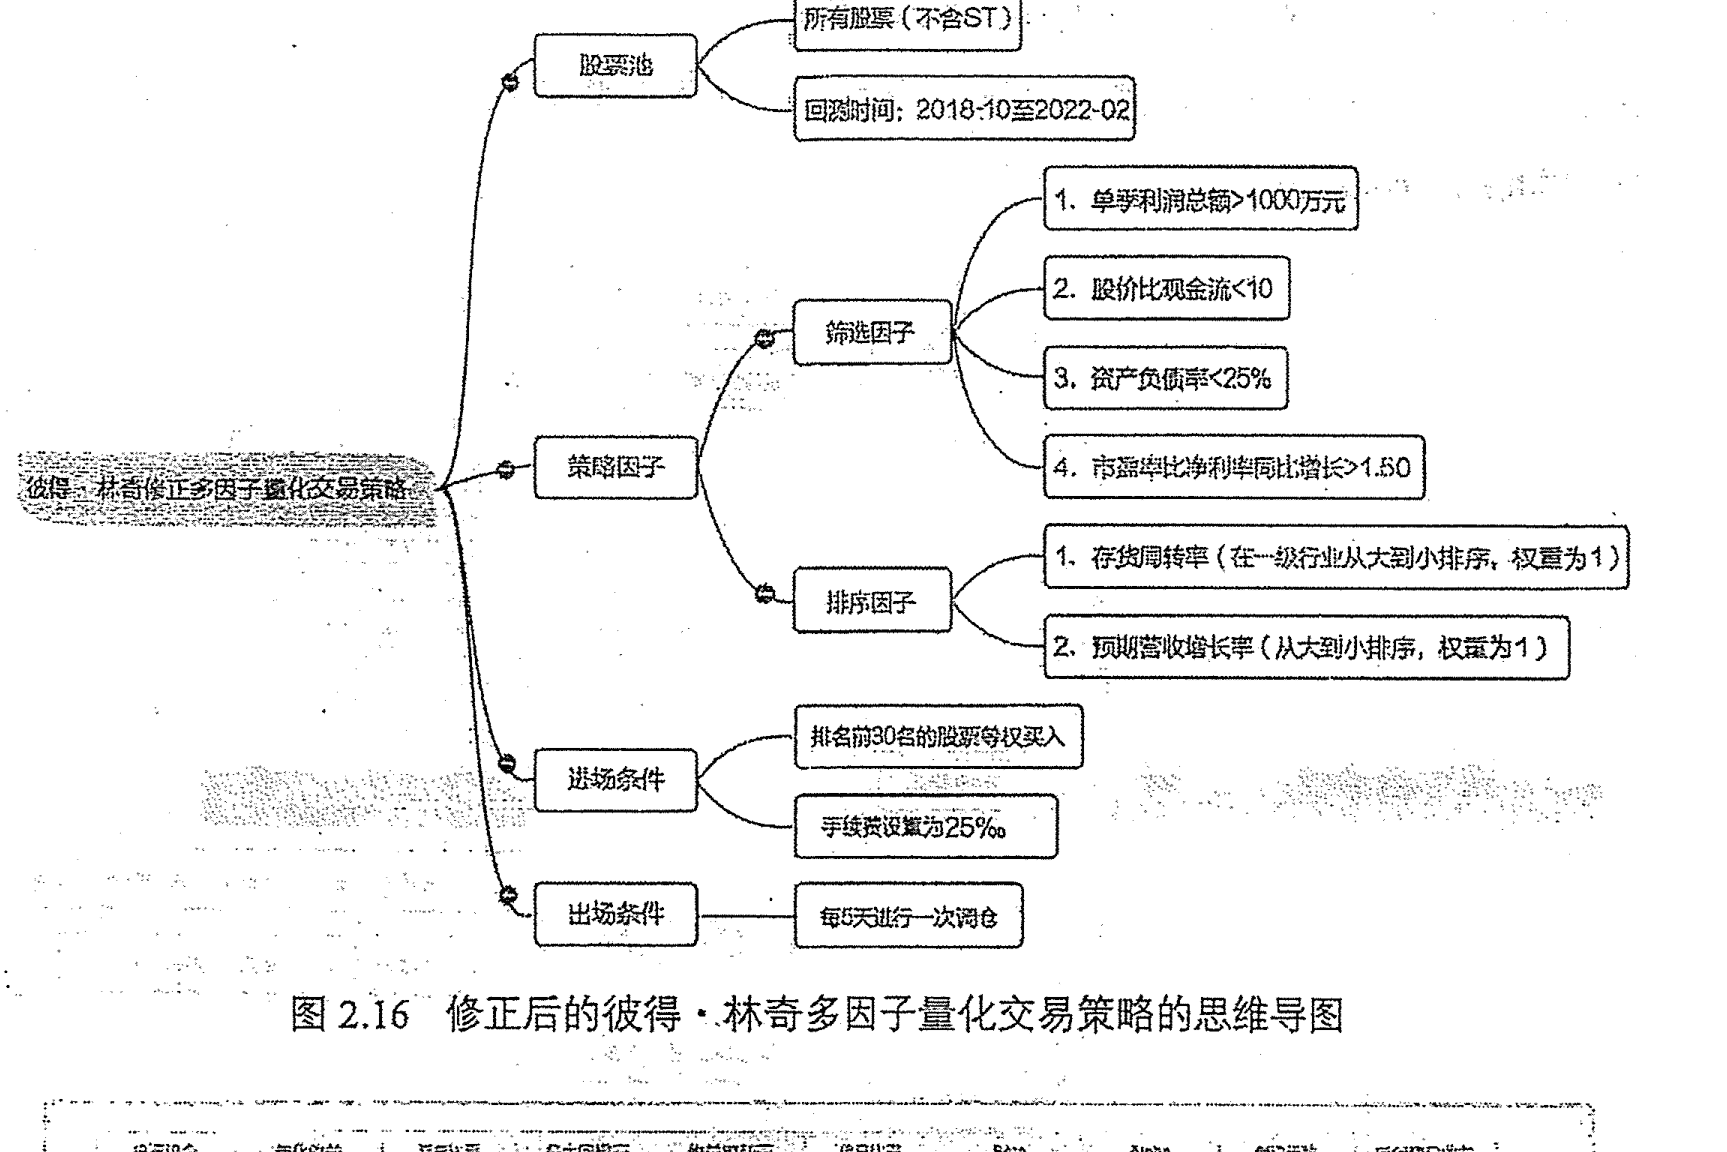 所有股票（不含ST）
股票池
回测时间：2018-10至2022-02
1、单季利润总额>1000万元
2、股价比现金流<10
筛选因子
3、资产负债率<25%
策略因子
4、市盈率比净利率同比增长>1.50
彼得·林奇修正多因子量化交易策略
1、存货周转率（在一级行业从大到小排序，权重为1）
排序因子
2、预期营收增长率（从大到小排序，权重为1）
排名前30名的股票等权买入
进场条件
手续费设置为25‰
出场条件
每5天进行一次调仓
图 2.16 修正后的彼得·林奇多因子量化交易策略的思维导图